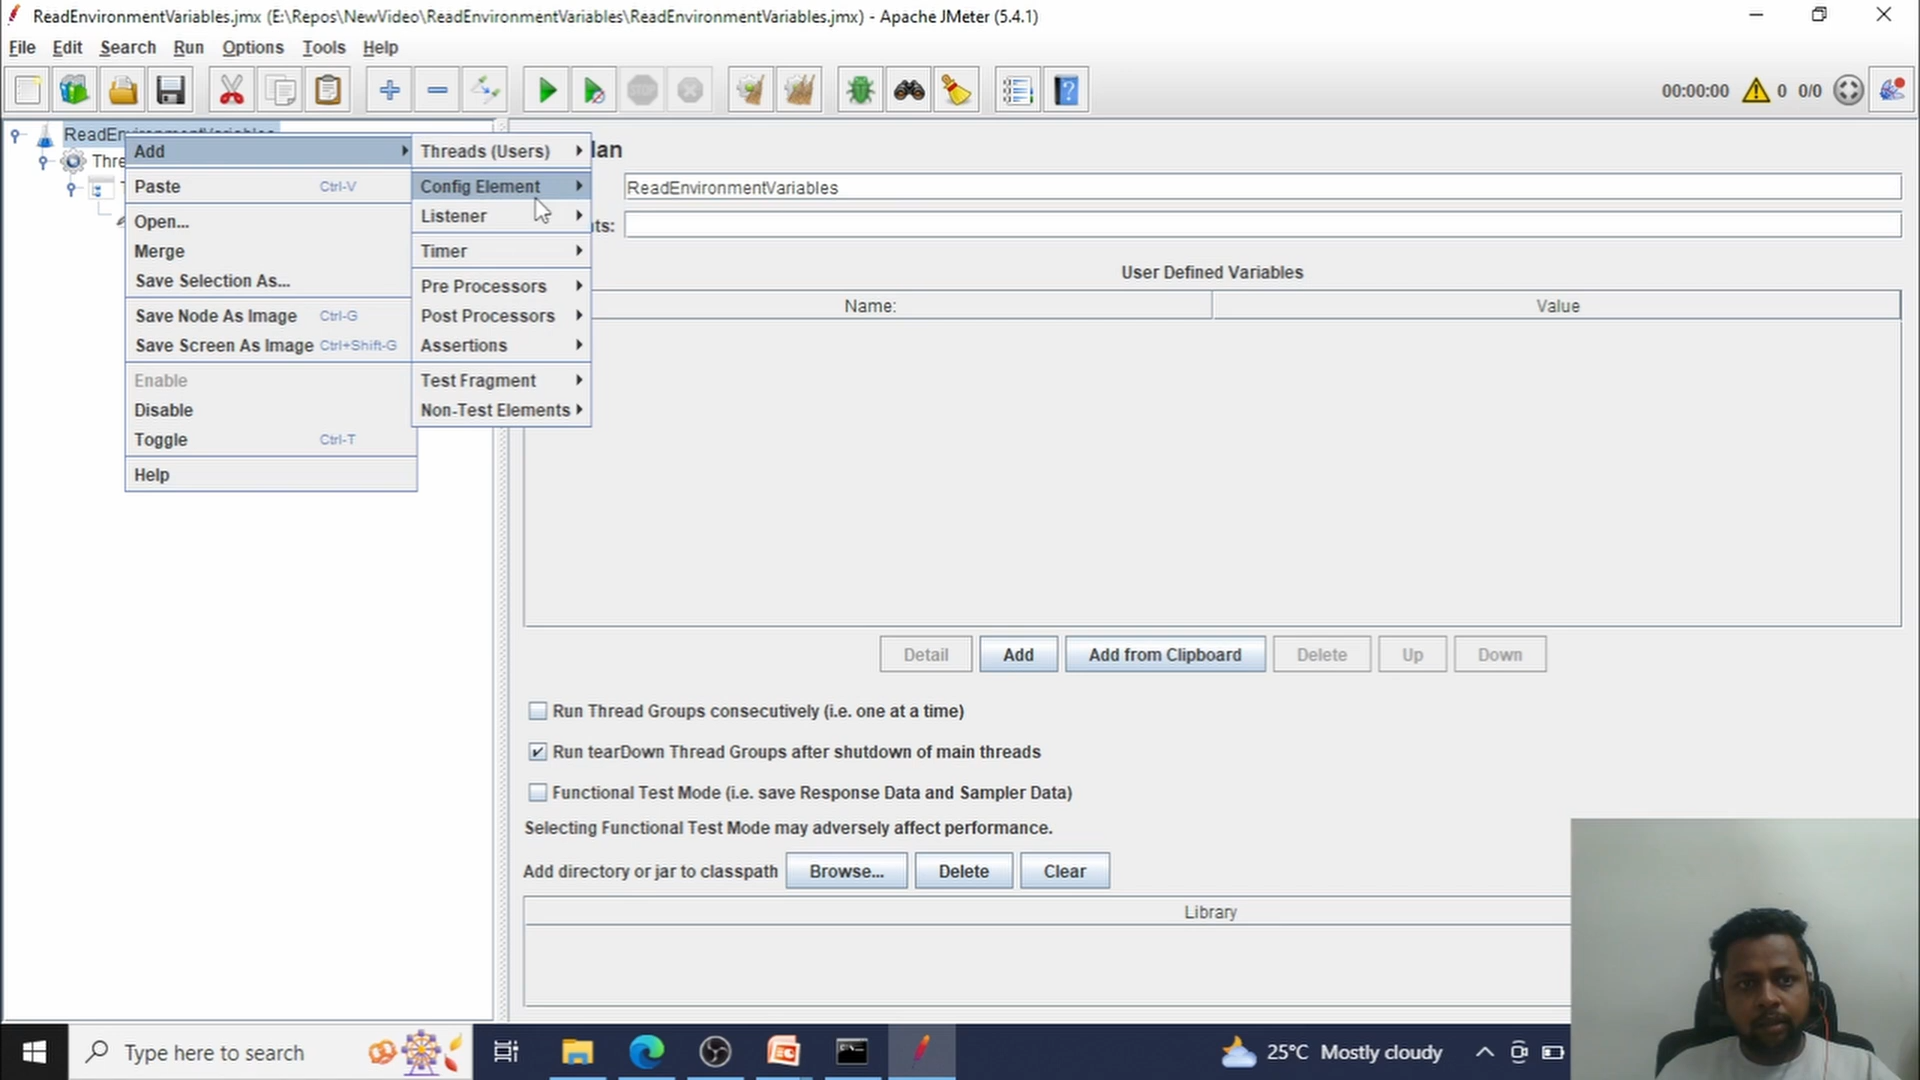 ReadEnvironmentVariables.jmx (E:\Repos\NewVideo\ReadEnvironmentVariables\ReadEnvironmentVariables.jmx) - Apache JMeter (5.4.1)
File Edit Search Run Options Tools Help
STOP
00:00:00 0 0/0
ReadEnvironmentVariables
Thre
Add
Paste Ctrl-V
Open...
Merge
Save Selection As...
Save Node As Image Ctrl-G
Save Screen As Image Ctrl+Shift-G
Enable
Disable
Toggle Ctrl-T
Help
Threads (Users)
Config Element
Listener
Timer
Pre Processors
Post Processors
Assertions
Test Fragment
Non-Test Elements
lan
ReadEnvironmentVariables
ts:
User Defined Variables
Name: Value
Detail Add Add from Clipboard Delete Up Down
Run Thread Groups consecutively (i.e. one at a time)
Run tearDown Thread Groups after shutdown of main threads
Functional Test Mode (i.e. save Response Data and Sampler Data)
Selecting Functional Test Mode may adversely affect performance.
Add directory or jar to classpath Browse... Delete Clear
Library
Type here to search
25°C Mostly cloudy